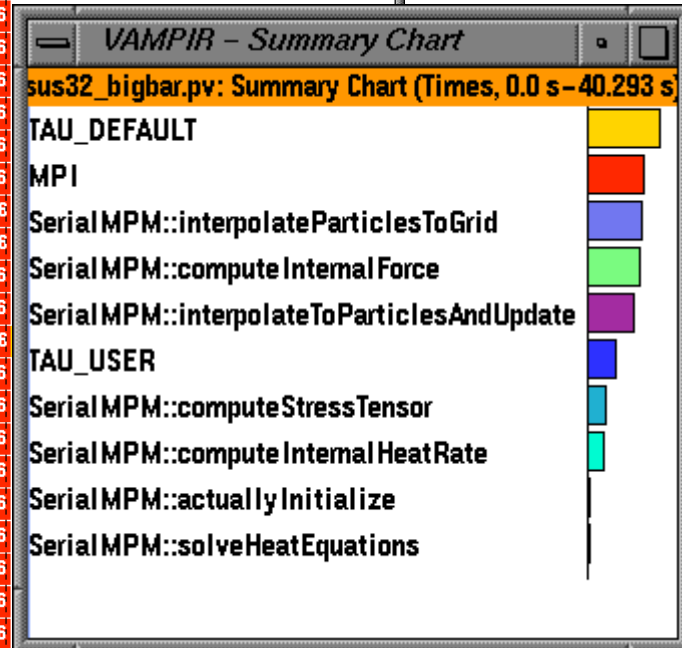 VAMPIR – Summary Chart
sus32_bigbar.pv: Summary Chart (Times, 0.0 s–40.293 s)
TAU_DEFAULT
MPI
SerialMPM::interpolateParticlesToGrid
SerialMPM::computeInternalForce
SerialMPM::interpolateToParticlesAndUpdate
TAU_USER
SerialMPM::computeStressTensor
SerialMPM::computeInternalHeatRate
SerialMPM::actuallyInitialize
SerialMPM::solveHeatEquations